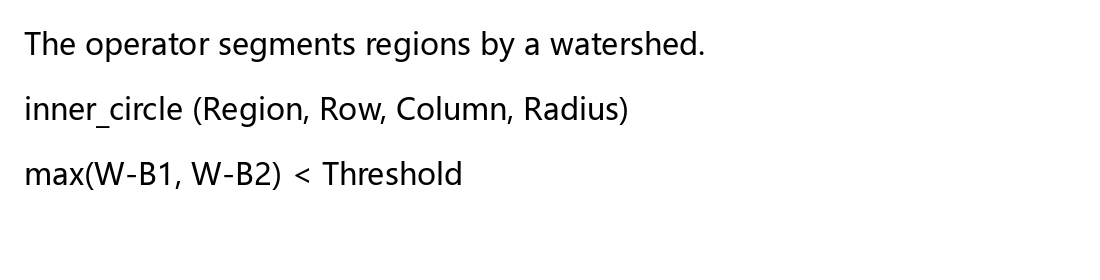 The operator segments regions by a watershed.
inner_circle (Region, Row, Column, Radius)
max(W-B1, W-B2) < Threshold